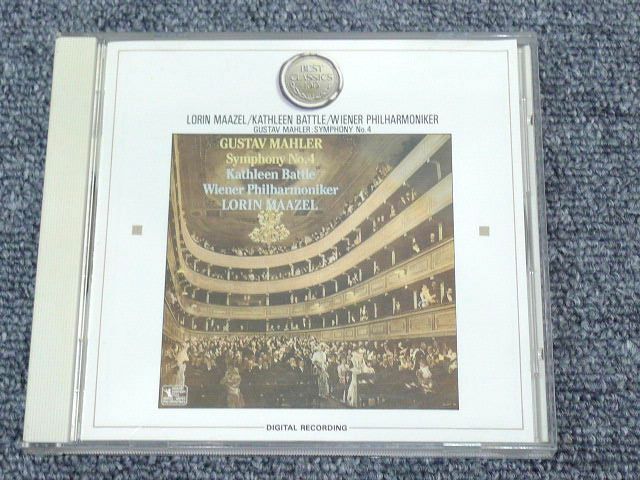 BEST
CLASSICS
100
LORIN MAAZEL/KATHLEEN BATTLE/WIENER PHILHARMONIKER
GUSTAV MAHLER:SYMPHONY No.4
GUSTAV MAHLER
Symphony No.4
Kathleen Battle
Wiener Philharmoniker
LORIN MAAZEL
DIGITAL RECORDING